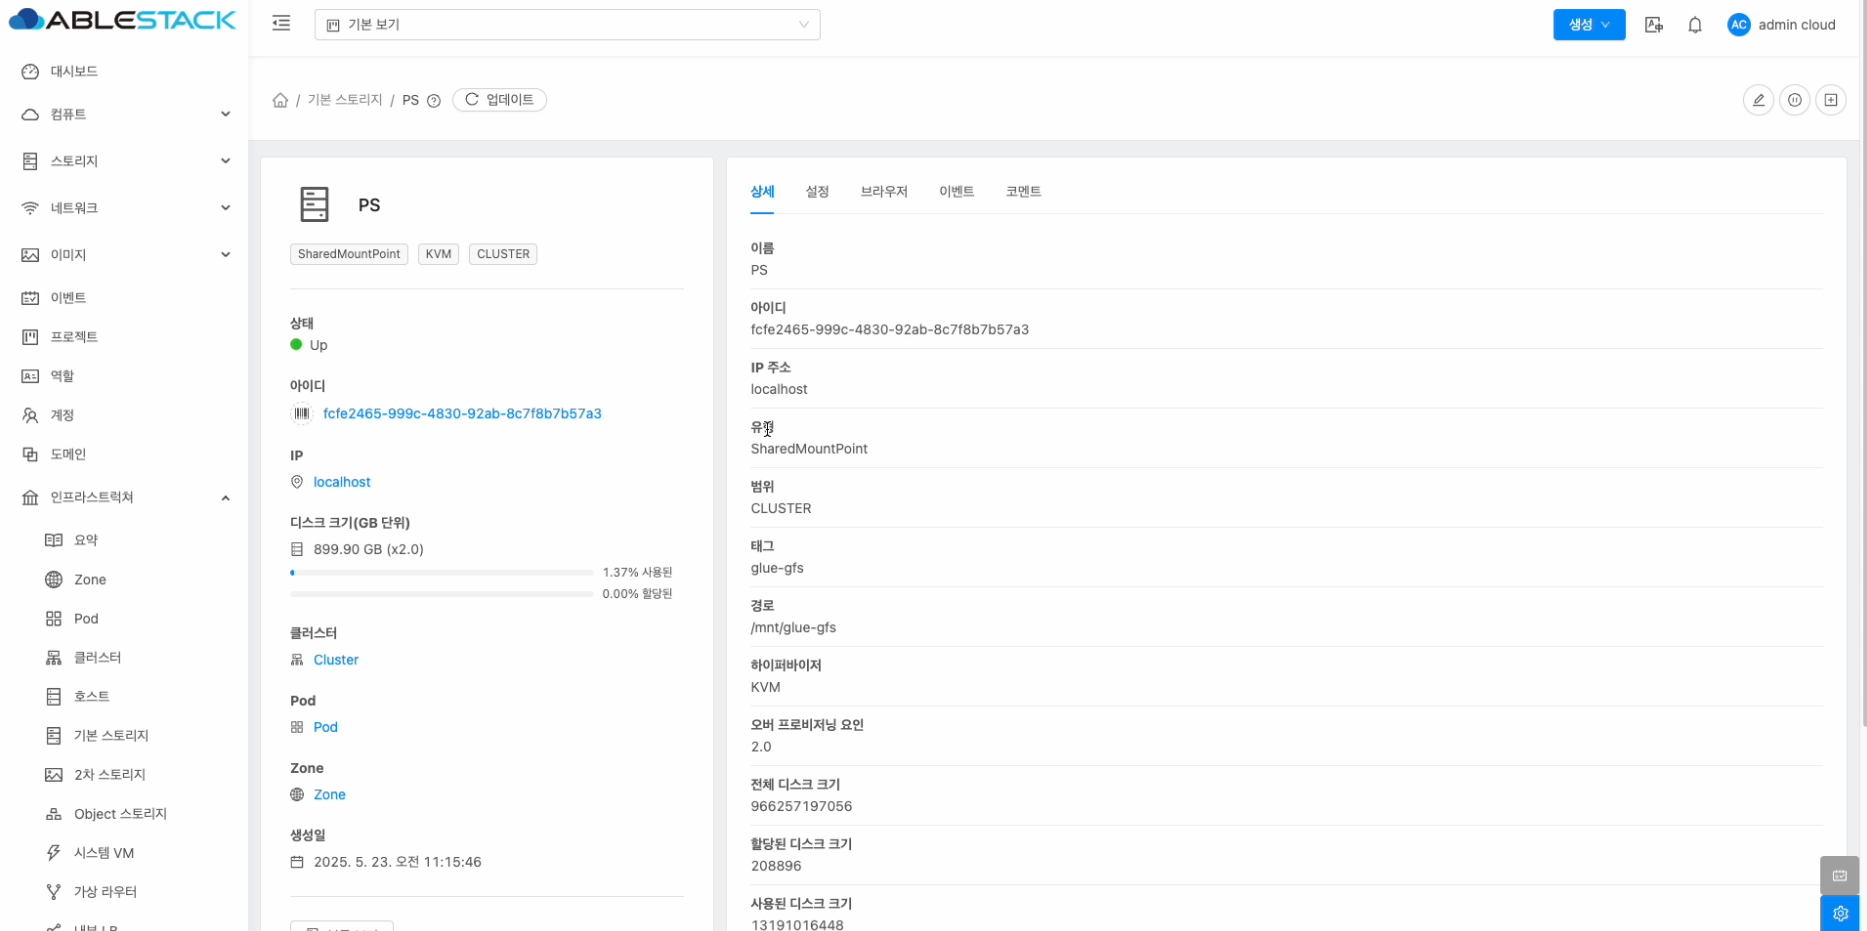 ABLESTACK
기본 보기
생성
admin cloud
AC
대시보드
컴퓨트
스토리지
네트워크
이미지
이벤트
프로젝트
역할
계정
도메인
인프라스트럭쳐
요약
Zone
Pod
클러스터
호스트
기본 스토리지
2차 스토리지
Object 스토리지
시스템 VM
가상 라우터
/ 기본 스토리지 / PS
업데이트
PS
SharedMountPoint KVM CLUSTER
상태
Up
아이디
fcfe2465-999c-4830-92ab-8c7f8b7b57a3
IP
localhost
디스크 크기(GB 단위)
899.90 GB (x2.0)
1.37% 사용된
0.00% 할당된
클러스터
Cluster
Pod
Pod
Zone
Zone
생성일
2025. 5. 23. 오전 11:15:46
상세 설정 브라우저 이벤트 코멘트
이름
PS
아이디
fcfe2465-999c-4830-92ab-8c7f8b7b57a3
IP 주소
localhost
유형
SharedMountPoint
범위
CLUSTER
태그
glue-gfs
경로
/mnt/glue-gfs
하이퍼바이저
KVM
오버 프로비저닝 요인
2.0
전체 디스크 크기
966257197056
할당된 디스크 크기
208896
사용된 디스크 크기
13191016448